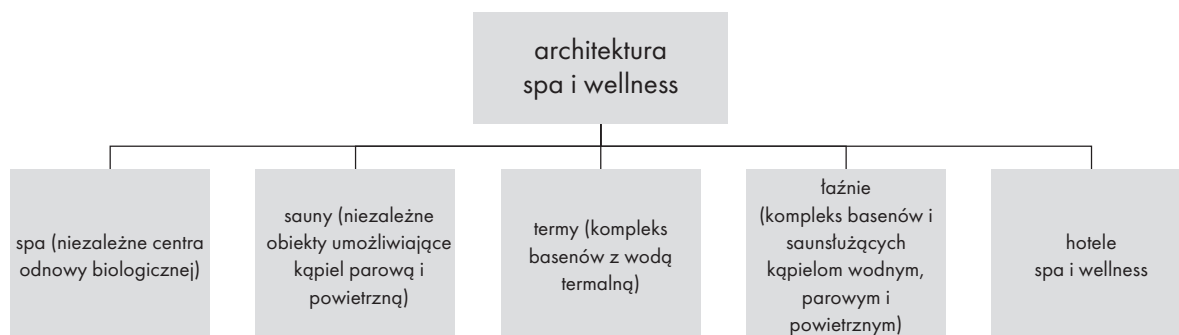 architektura
spa i wellness
spa (niezależne centra
odnowy biologicznej)
sauny (niezależne
obiekty umożliwiające
kąpiel parową i
powietrzną)
termy (kompleks
basenów z wodą
termalną)
łaźnie
(kompleks basenów i
saunsłużących
kąpielom wodnym,
parowym i
powietrznym)
hotele
spa i wellness